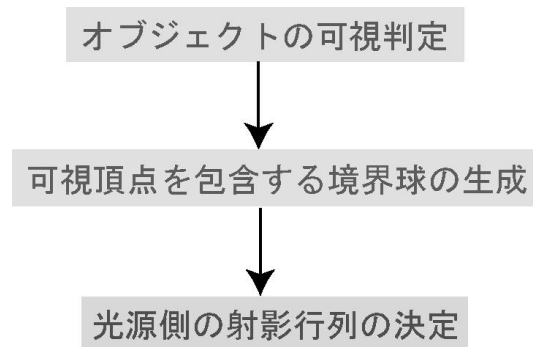 オブジェクトの可視判定
可視頂点を包含する境界球の生成
光源側の射影行列の決定